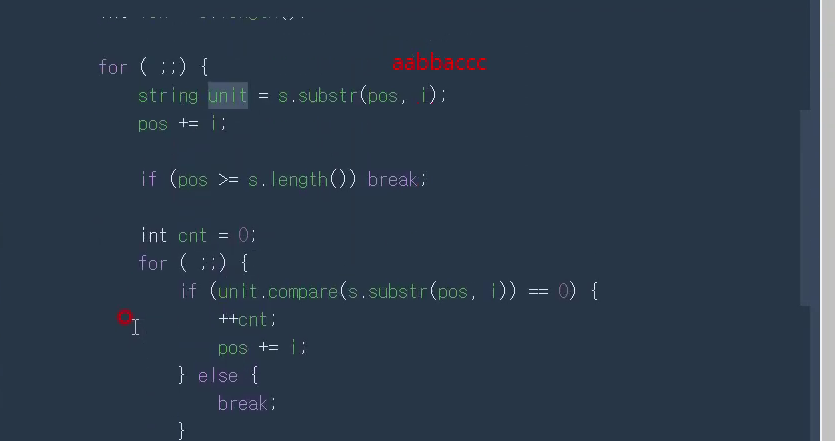 for ( ;;) {
aabbaccc
string unit = s.substr(pos, i);
pos += i;
if (pos >= s.length()) break;
int cnt = 0;
for ( ;;) {
if (unit.compare(s.substr(pos, i)) == 0) {
++cnt;
pos += i;
} else {
break;
}